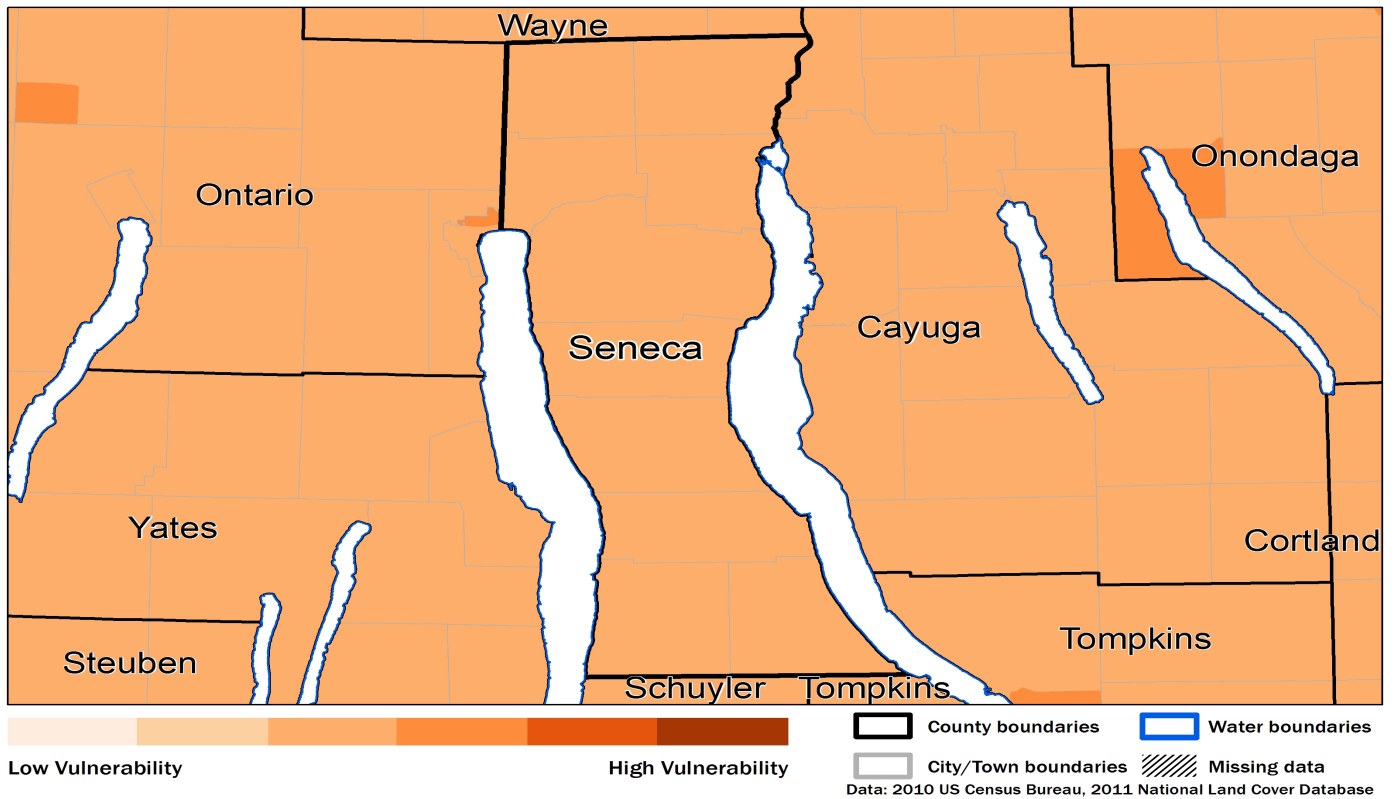 Wayne
Onondaga
Ontario
Cayuga
Seneca
Yates
Cortland
Tompkins
Steuben
Schuyler
Tompkins
County boundaries
Water boundaries
Low Vulnerability
High Vulnerability
City/Town boundaries
Missing data
Data: 2010 US Census Bureau, 2011 National Land Cover Database